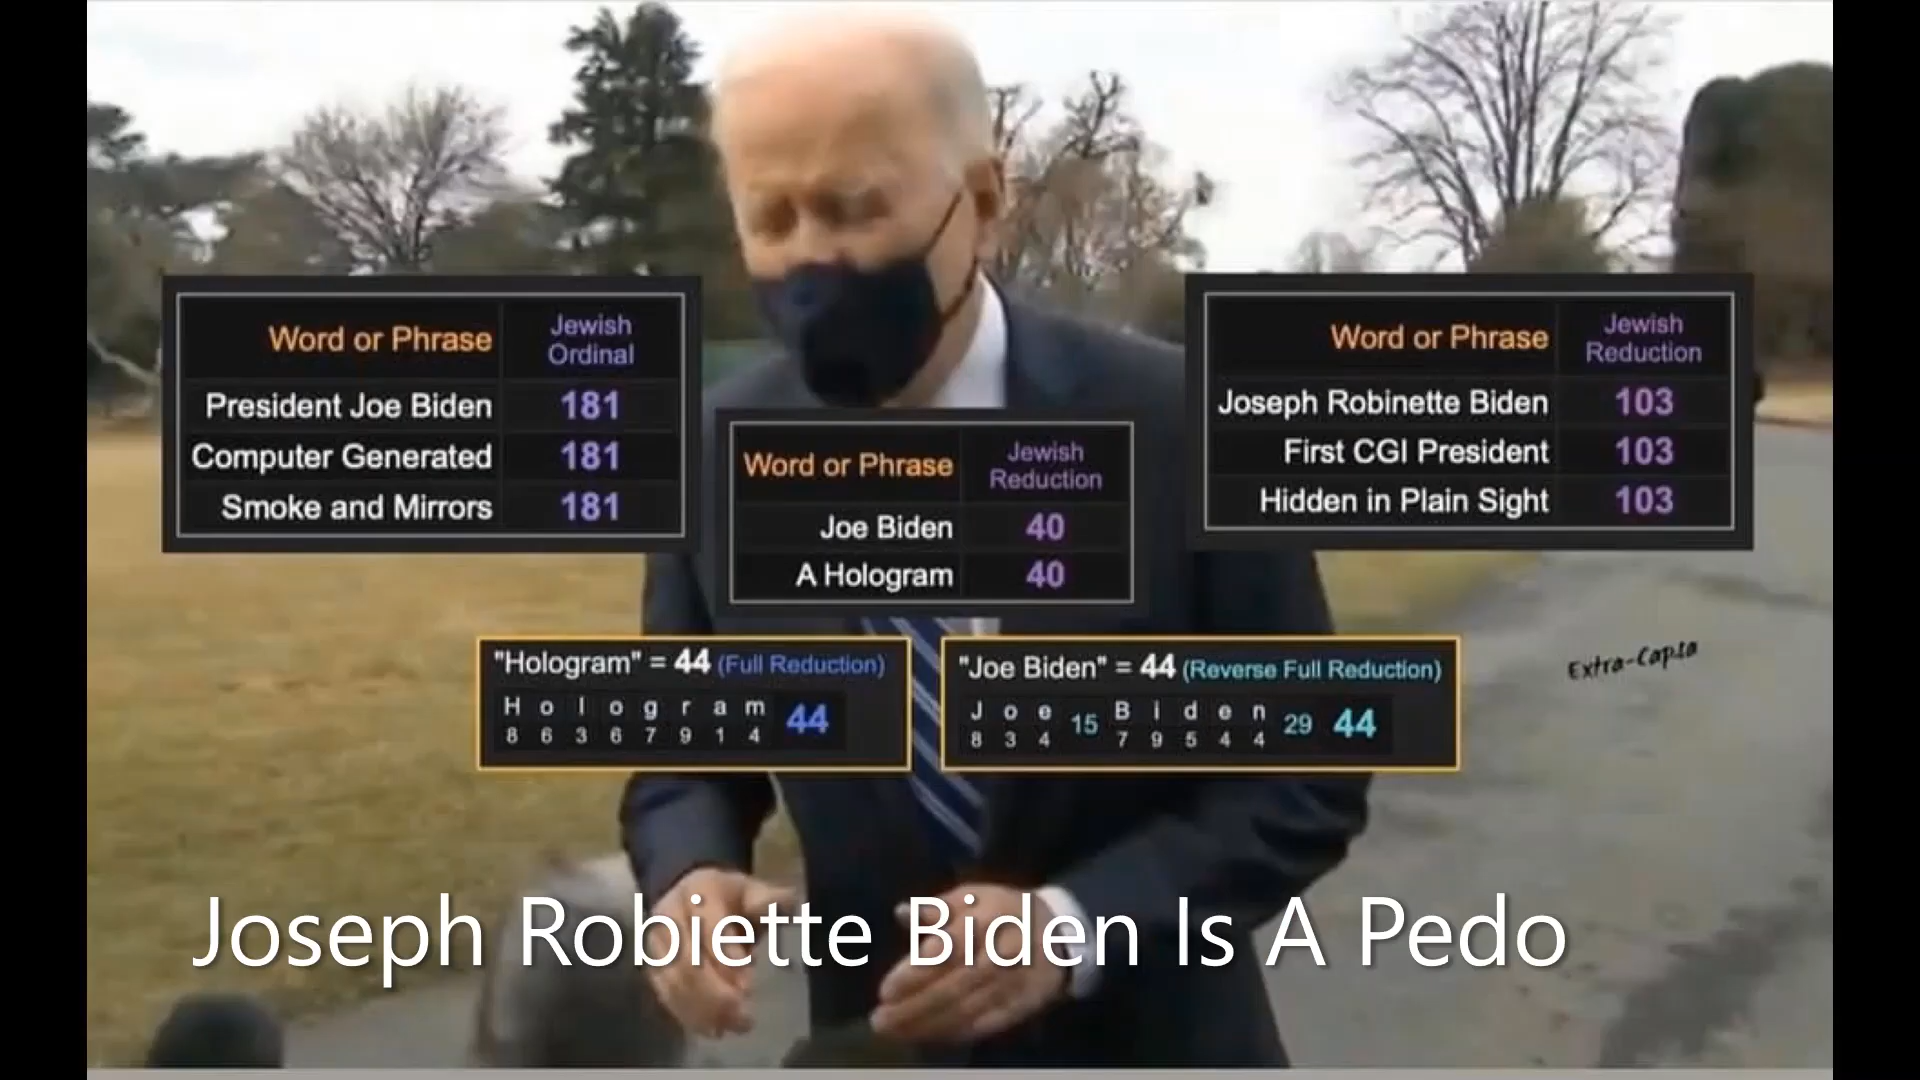 Word or Phrase Jewish Ordinal
President Joe Biden 181
Computer Generated 181
Smoke and Mirrors 181
Word or Phrase Jewish Reduction
Joe Biden 40
A Hologram 40
Word or Phrase Jewish Reduction
Joseph Robinette Biden 103
First CGI President 103
Hidden in Plain Sight 103
"Hologram" = 44 (Full Reduction)
H o l o g r a m 44
8 6 3 6 7 9 1 4
"Joe Biden" = 44 (Reverse Full Reduction)
J o e 15 B i d e n 29 44
8 3 4 7 9 5 4 4
Extra-Capsa
Joseph Robiette Biden Is A Pedo